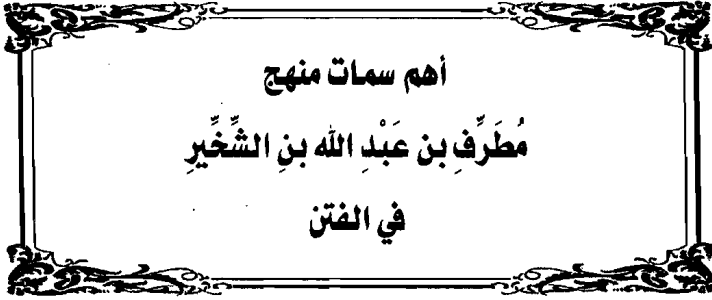 أهم سمات منهج
مُطَرِّفِ بن عَبْدِ الله بنِ الشِّخِّيرِ
في الفتن